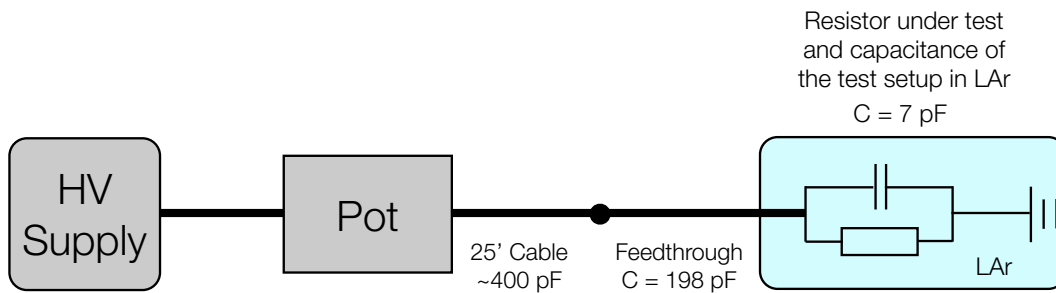 Resistor under test
and capacitance of
the test setup in LAr
C = 7 pF
HV
Supply
Pot
25’ Cable
~400 pF
Feedthrough
C = 198 pF
LAr